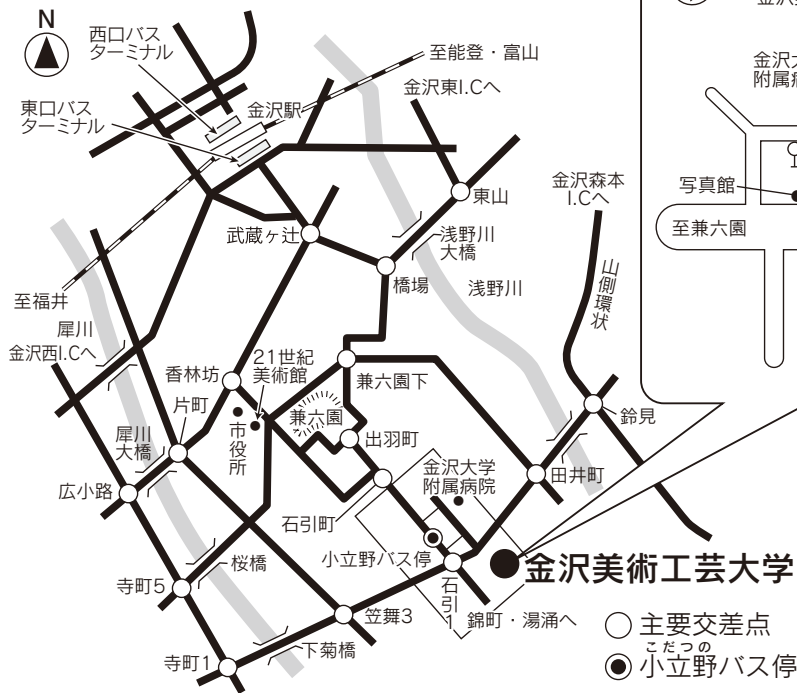 N
西口バス
ターミナル
東口バス
ターミナル
金沢駅
至能登・富山
金沢東I.Cへ
東山
金沢森本
I.Cへ
武蔵ヶ辻
浅野川
大橋
橋場
浅野川
山側環状
至福井
犀川
金沢西I.Cへ
香林坊
21世紀
美術館
兼六園下
兼六園
片町
市役所
出羽町
鈴見
犀川
大橋
金沢大学
附属病院
田井町
広小路
石引町
小立野バス停
桜橋
石引1
金沢美術工芸大学
寺町5
笠舞3
錦町・湯涌へ
下菊橋
寺町1
主要交差点
こだつの
小立野バス停
写真館
至兼六園